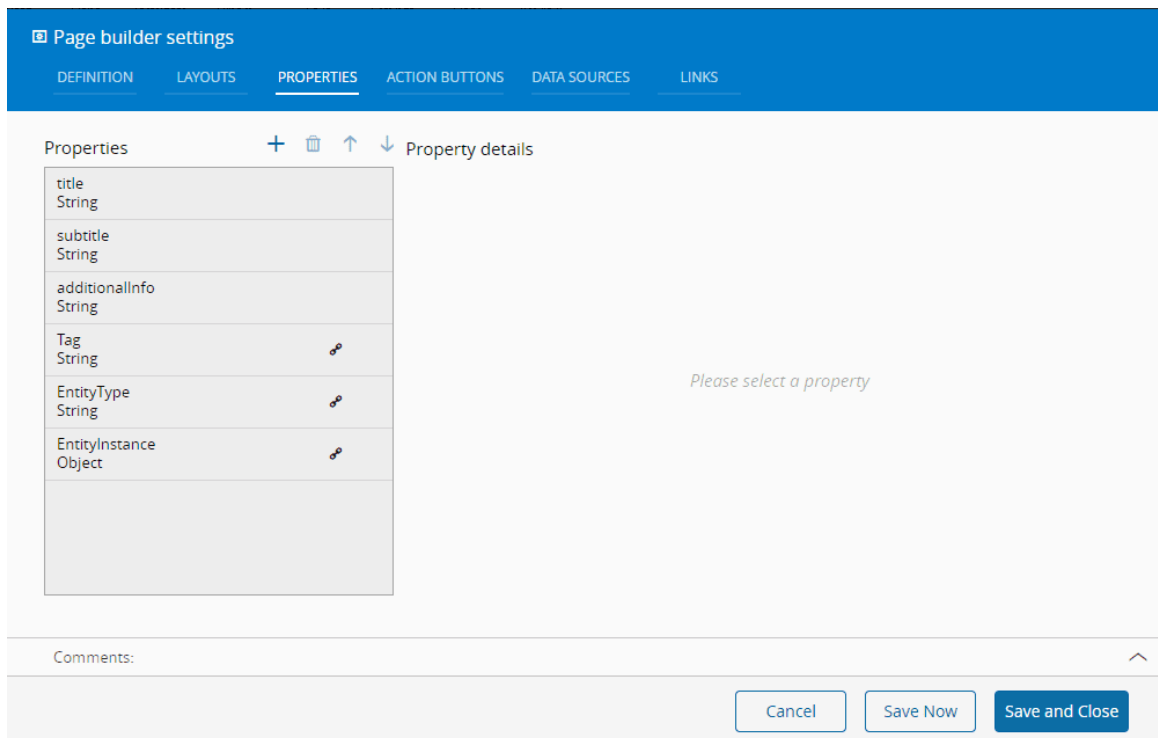 Page builder settings
DEFINITION LAYOUTS PROPERTIES ACTION BUTTONS DATA SOURCES LINKS
Properties
Property details
title
String
subtitle
String
additionalInfo
String
Tag
String
EntityType
String
EntityInstance
Object
Please select a property
Comments:
Cancel Save Now Save and Close